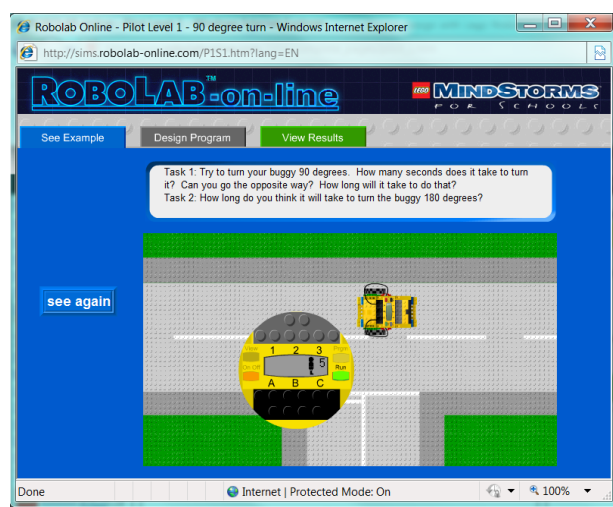 Robolab Online - Pilot Level 1 - 90 degree turn - Windows Internet Explorer
http://sims.robolab-online.com/P1S1.htm?lang=EN
ROBOLAB™-on-line
LEGO MINDSTORMS
FOR SCHOOLS
See Example Design Program View Results
Task 1: Try to turn your buggy 90 degrees. How many seconds does it take to turn
it? Can you go the opposite way? How long will it take to do that?
Task 2: How long do you think it will take to turn the buggy 180 degrees?
see again
1 2 3
View Prgm
5
On Off Run
A B C
Done Internet | Protected Mode: On 100%